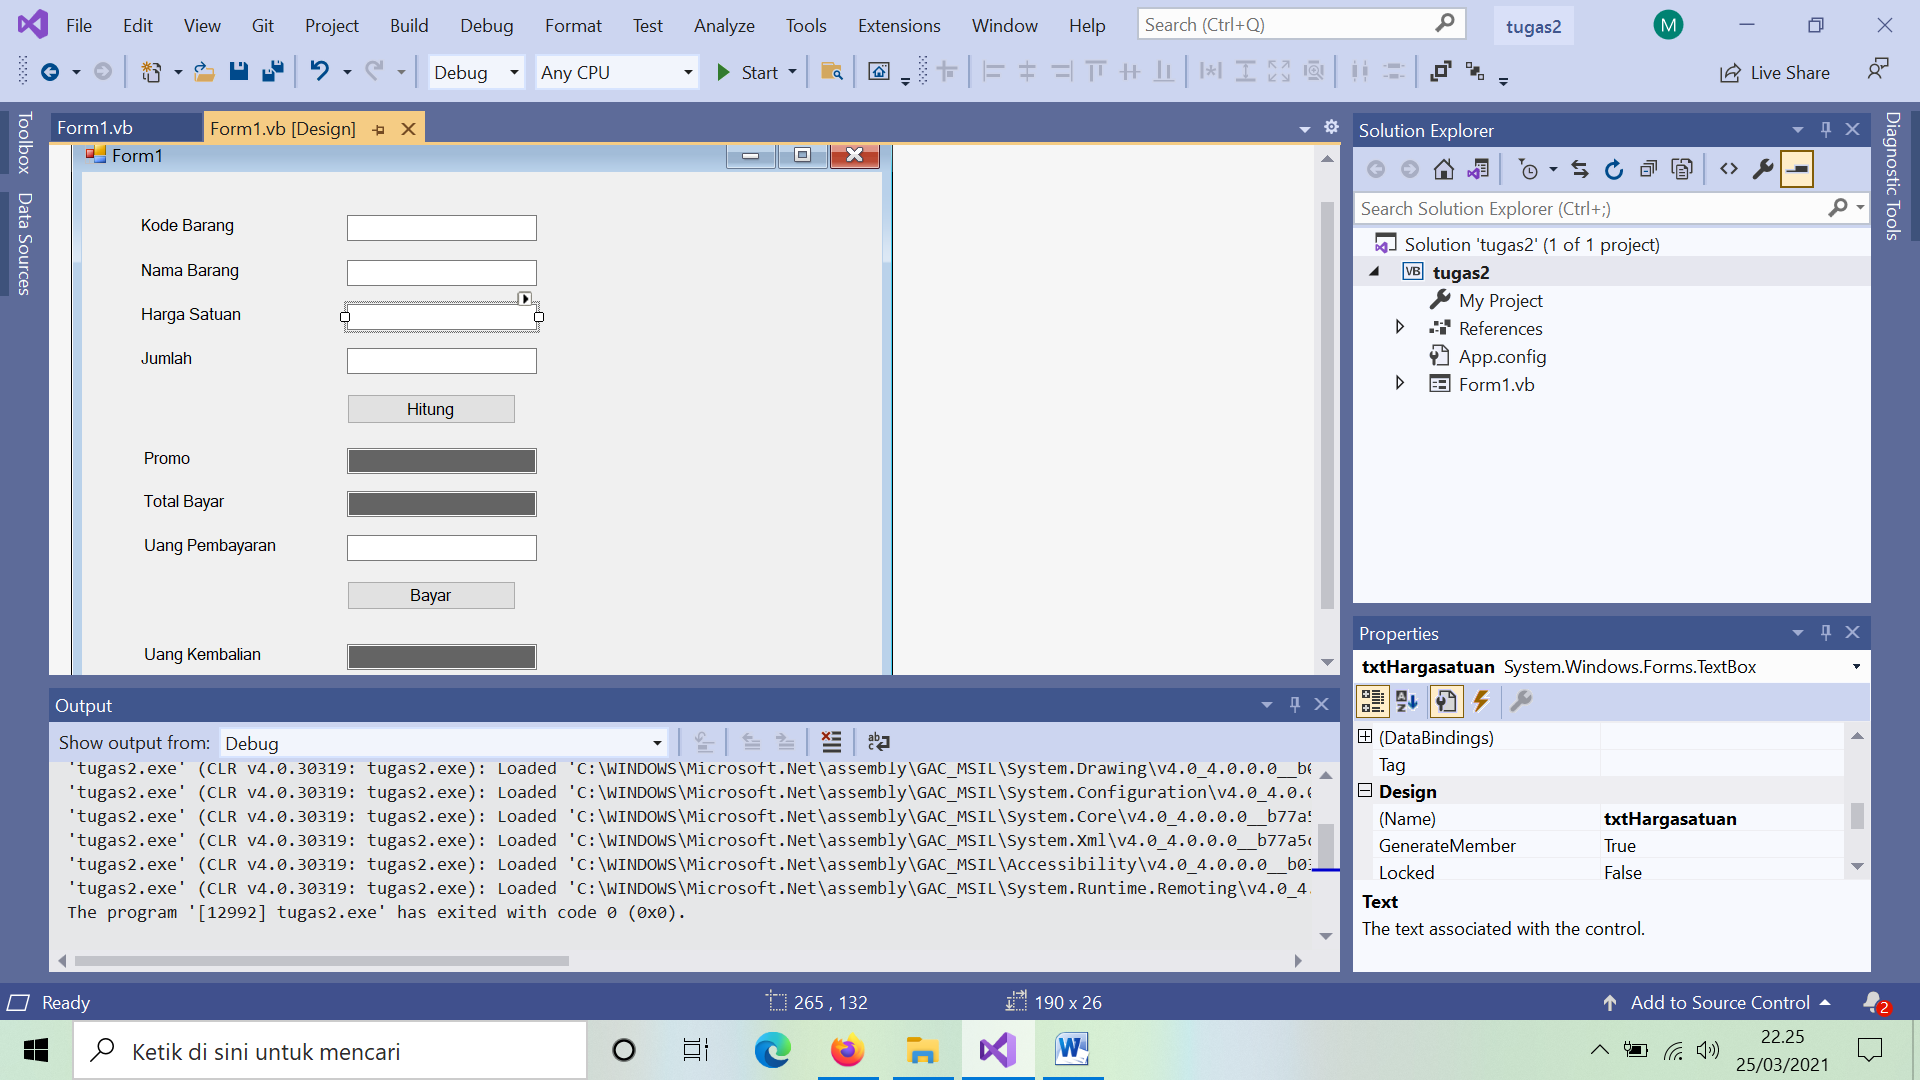 File Edit View Git Project Build Debug Format Test Analyze Tools Extensions Window Help Search (Ctrl+Q) tugas2 M
Debug Any CPU Start Live Share
Toolbox
Data Sources
Form1.vb Form1.vb [Design]
Form1
Kode Barang
Nama Barang
Harga Satuan
Jumlah
Hitung
Promo
Total Bayar
Uang Pembayaran
Bayar
Uang Kembalian
Solution Explorer
Search Solution Explorer (Ctrl+;)
Solution 'tugas2' (1 of 1 project)
VB tugas2
My Project
References
App.config
Form1.vb
Diagnostic Tools
Output
Show output from: Debug
'tugas2.exe' (CLR v4.0.30319: tugas2.exe): Loaded 'C:\WINDOWS\Microsoft.Net\assembly\GAC_MSIL\System.Drawing\v4.0_4.0.0.0__b0
'tugas2.exe' (CLR v4.0.30319: tugas2.exe): Loaded 'C:\WINDOWS\Microsoft.Net\assembly\GAC_MSIL\System.Configuration\v4.0_4.0.0
'tugas2.exe' (CLR v4.0.30319: tugas2.exe): Loaded 'C:\WINDOWS\Microsoft.Net\assembly\GAC_MSIL\System.Core\v4.0_4.0.0.0__b77a5
'tugas2.exe' (CLR v4.0.30319: tugas2.exe): Loaded 'C:\WINDOWS\Microsoft.Net\assembly\GAC_MSIL\System.Xml\v4.0_4.0.0.0__b77a5c
'tugas2.exe' (CLR v4.0.30319: tugas2.exe): Loaded 'C:\WINDOWS\Microsoft.Net\assembly\GAC_MSIL\Accessibility\v4.0_4.0.0.0__b03
'tugas2.exe' (CLR v4.0.30319: tugas2.exe): Loaded 'C:\WINDOWS\Microsoft.Net\assembly\GAC_MSIL\System.Runtime.Remoting\v4.0_4.
The program '[12992] tugas2.exe' has exited with code 0 (0x0).
Properties
txtHargasatuan System.Windows.Forms.TextBox
(DataBindings)
Tag
Design
(Name) txtHargasatuan
GenerateMember True
Locked False
Text
The text associated with the control.
Ready 265 , 132 190 x 26 Add to Source Control 2
Ketik di sini untuk mencari
22.25
25/03/2021